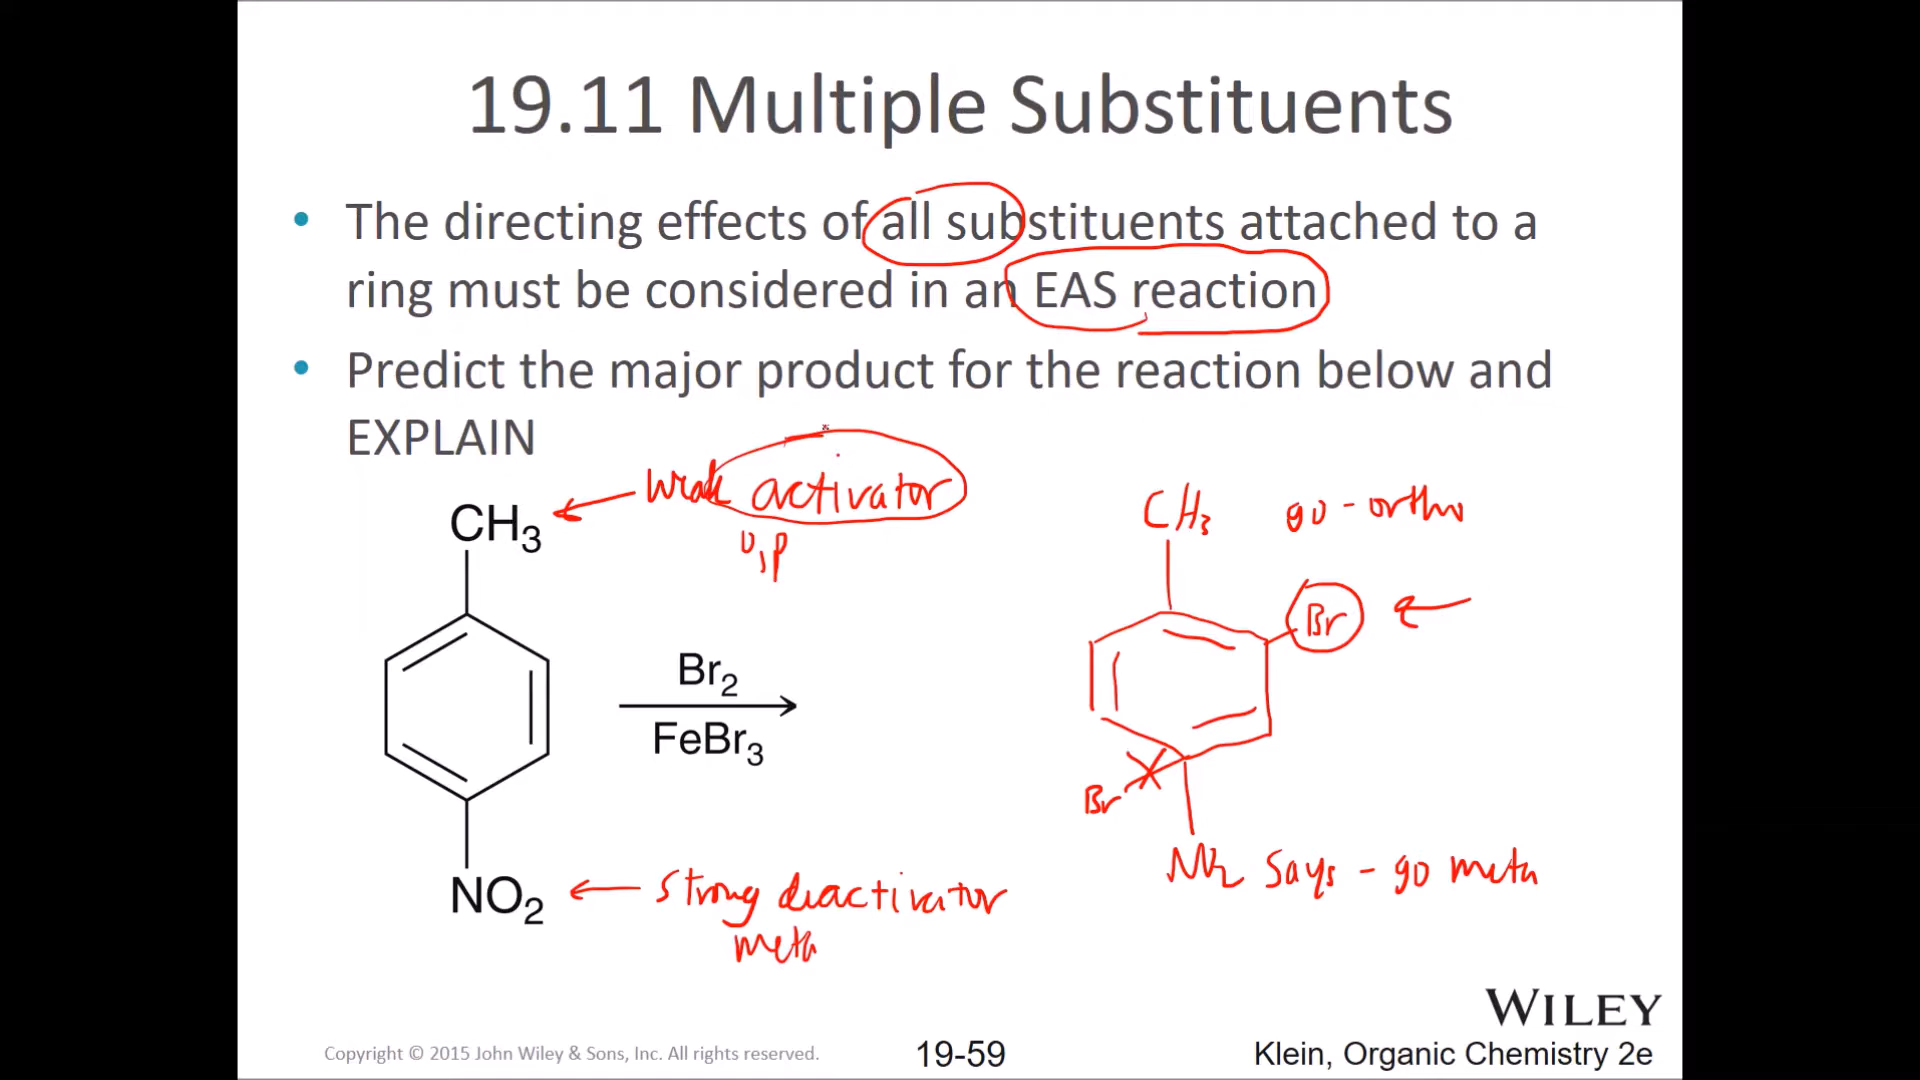 19.11 Multiple Substituents
• The directing effects of all substituents attached to a
ring must be considered in an EAS reaction
• Predict the major product for the reaction below and
EXPLAIN
weak activator
o,p
CH3
CH3
go - ortho
Br
Br2
FeBr3
Br
NO2
strong deactivator
meta
NO2 says - go meta
WILEY
Copyright © 2015 John Wiley & Sons, Inc. All rights reserved.
19-59
Klein, Organic Chemistry 2e